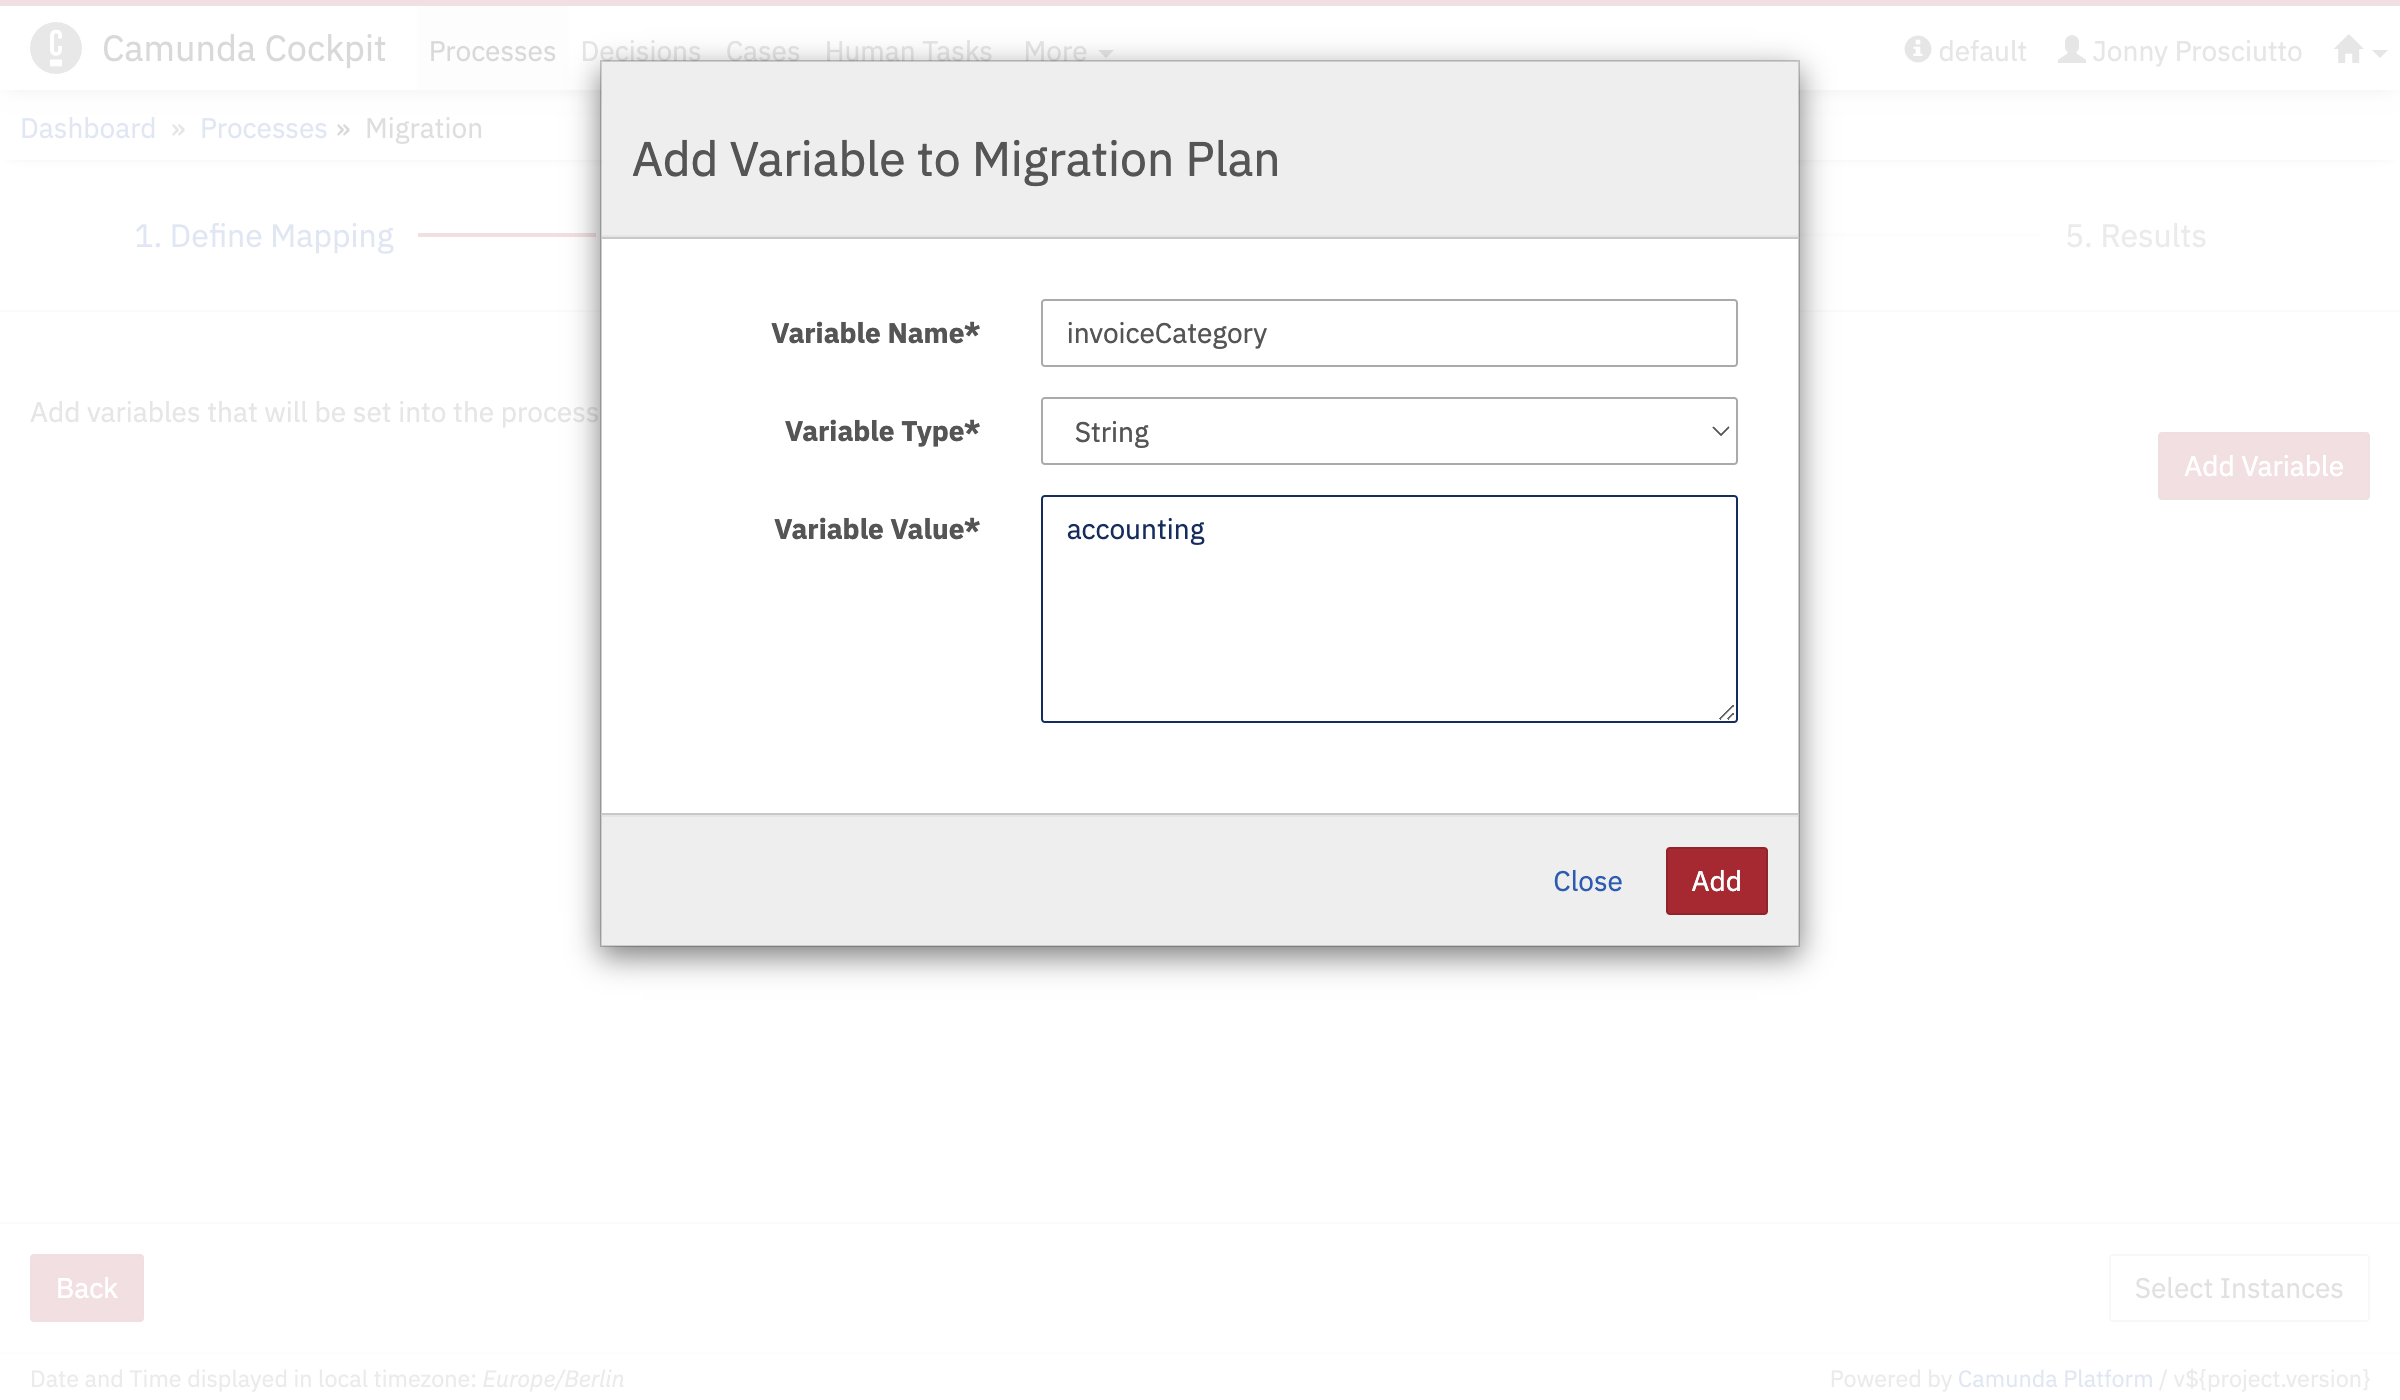 Camunda Cockpit Processes Decisions Cases Human Tasks More default Jonny Prosciutto
Dashboard » Processes » Migration
Add Variable to Migration Plan
1. Define Mapping
5. Results
Variable Name* invoiceCategory
Variable Type* String
Add variables that will be set into the process
Add Variable
Variable Value* accounting
Close Add
Back Select Instances
Date and Time displayed in local timezone: Europe/Berlin
Powered by Camunda Platform / v${project.version}